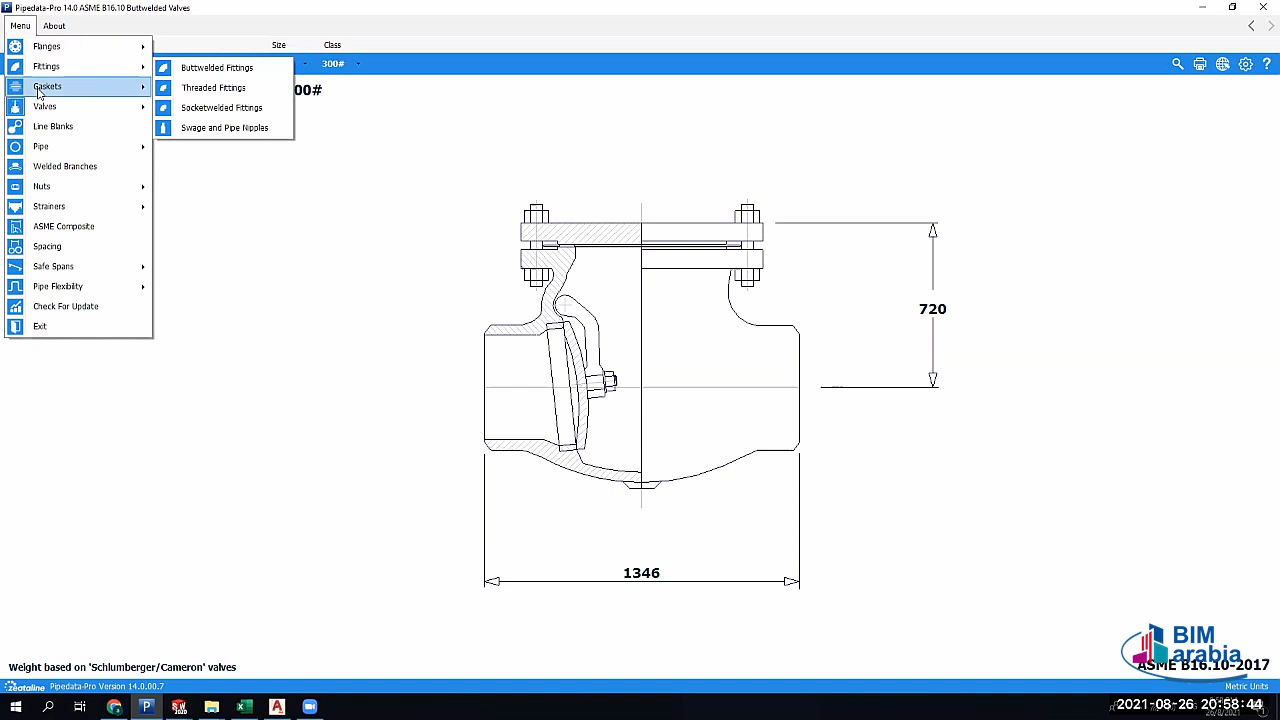 Pipedata-Pro 14.0 ASME B16.10 Buttwelded Valves
Menu About
Size Class
300#
00#
Flanges
Fittings
Gaskets
Valves
Line Blanks
Pipe
Welded Branches
Nuts
Strainers
ASME Composite
Spacing
Safe Spans
Pipe Flexibility
Check For Update
Exit
Buttwelded Fittings
Threaded Fittings
Socketwelded Fittings
Swage and Pipe Nipples
720
1346
Weight based on 'Schlumberger/Cameron' valves
BIM
arabia
ASME B16.10-2017
Zeataline Pipedata-Pro Version 14.0.00.7
Metric Units
2021-08-26 20:58:44